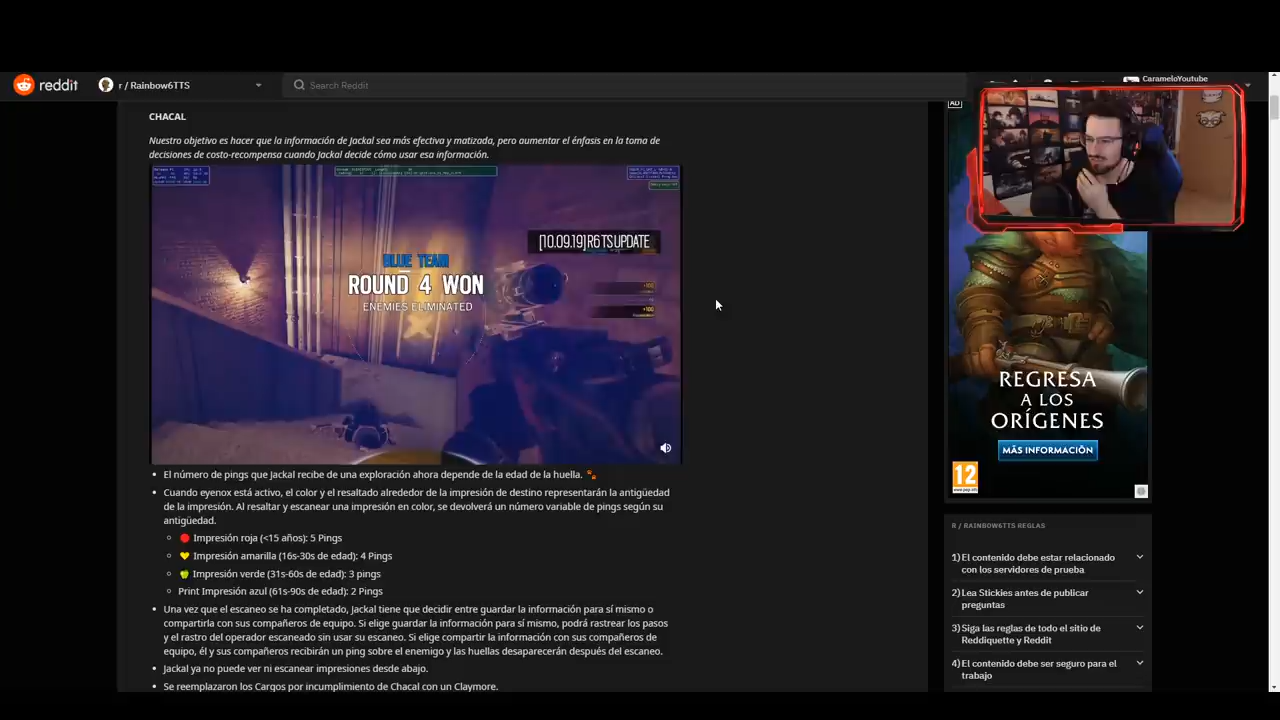 reddit
r / Rainbow6TTS
Search Reddit
CarameloYoutube
CHACAL
Nuestro objetivo es hacer que la información de Jackal sea más efectiva y matizada, pero aumentar el énfasis en la toma de
decisiones de costo-recompensa cuando Jackal decide cómo usar esa información.
[10.09.19]R6 TS UPDATE
BLUE TEAM
ROUND 4 WON
ENEMIES ELIMINATED
El número de pings que Jackal recibe de una exploración ahora depende de la edad de la huella.
Cuando eyenox está activo, el color y el resaltado alrededor de la impresión de destino representarán la antigüedad
de la impresión. Al resaltar y escanear una impresión en color, se devolverá un número variable de pings según su
antigüedad.
Impresión roja (<15 años): 5 Pings
Impresión amarilla (16s-30s de edad): 4 Pings
Impresión verde (31s-60s de edad): 3 pings
Print Impresión azul (61s-90s de edad): 2 Pings
Una vez que el escaneo se ha completado, Jackal tiene que decidir entre guardar la información para sí mismo o
compartirla con sus compañeros de equipo. Si elige guardar la información para sí mismo, podrá rastrear los pasos
y el rastro del operador escaneado sin usar su escaneo. Si elige compartir la información con sus compañeros de
equipo, él y sus compañeros recibirán un ping sobre el enemigo y las huellas desaparecerán después del escaneo.
Jackal ya no puede ver ni escanear impresiones desde abajo.
Se reemplazaron los Cargos por incumplimiento de Chacal con un Claymore.
AD
REGRESA
A LOS
ORÍGENES
MÁS INFORMACIÓN
12
www.pegi.info
R / RAINBOW6TTS REGLAS
1) El contenido debe estar relacionado
con los servidores de prueba
2) Lea Stickies antes de publicar
preguntas
3) Siga las reglas de todo el sitio de
Reddiquette y Reddit
4) El contenido debe ser seguro para el
trabajo